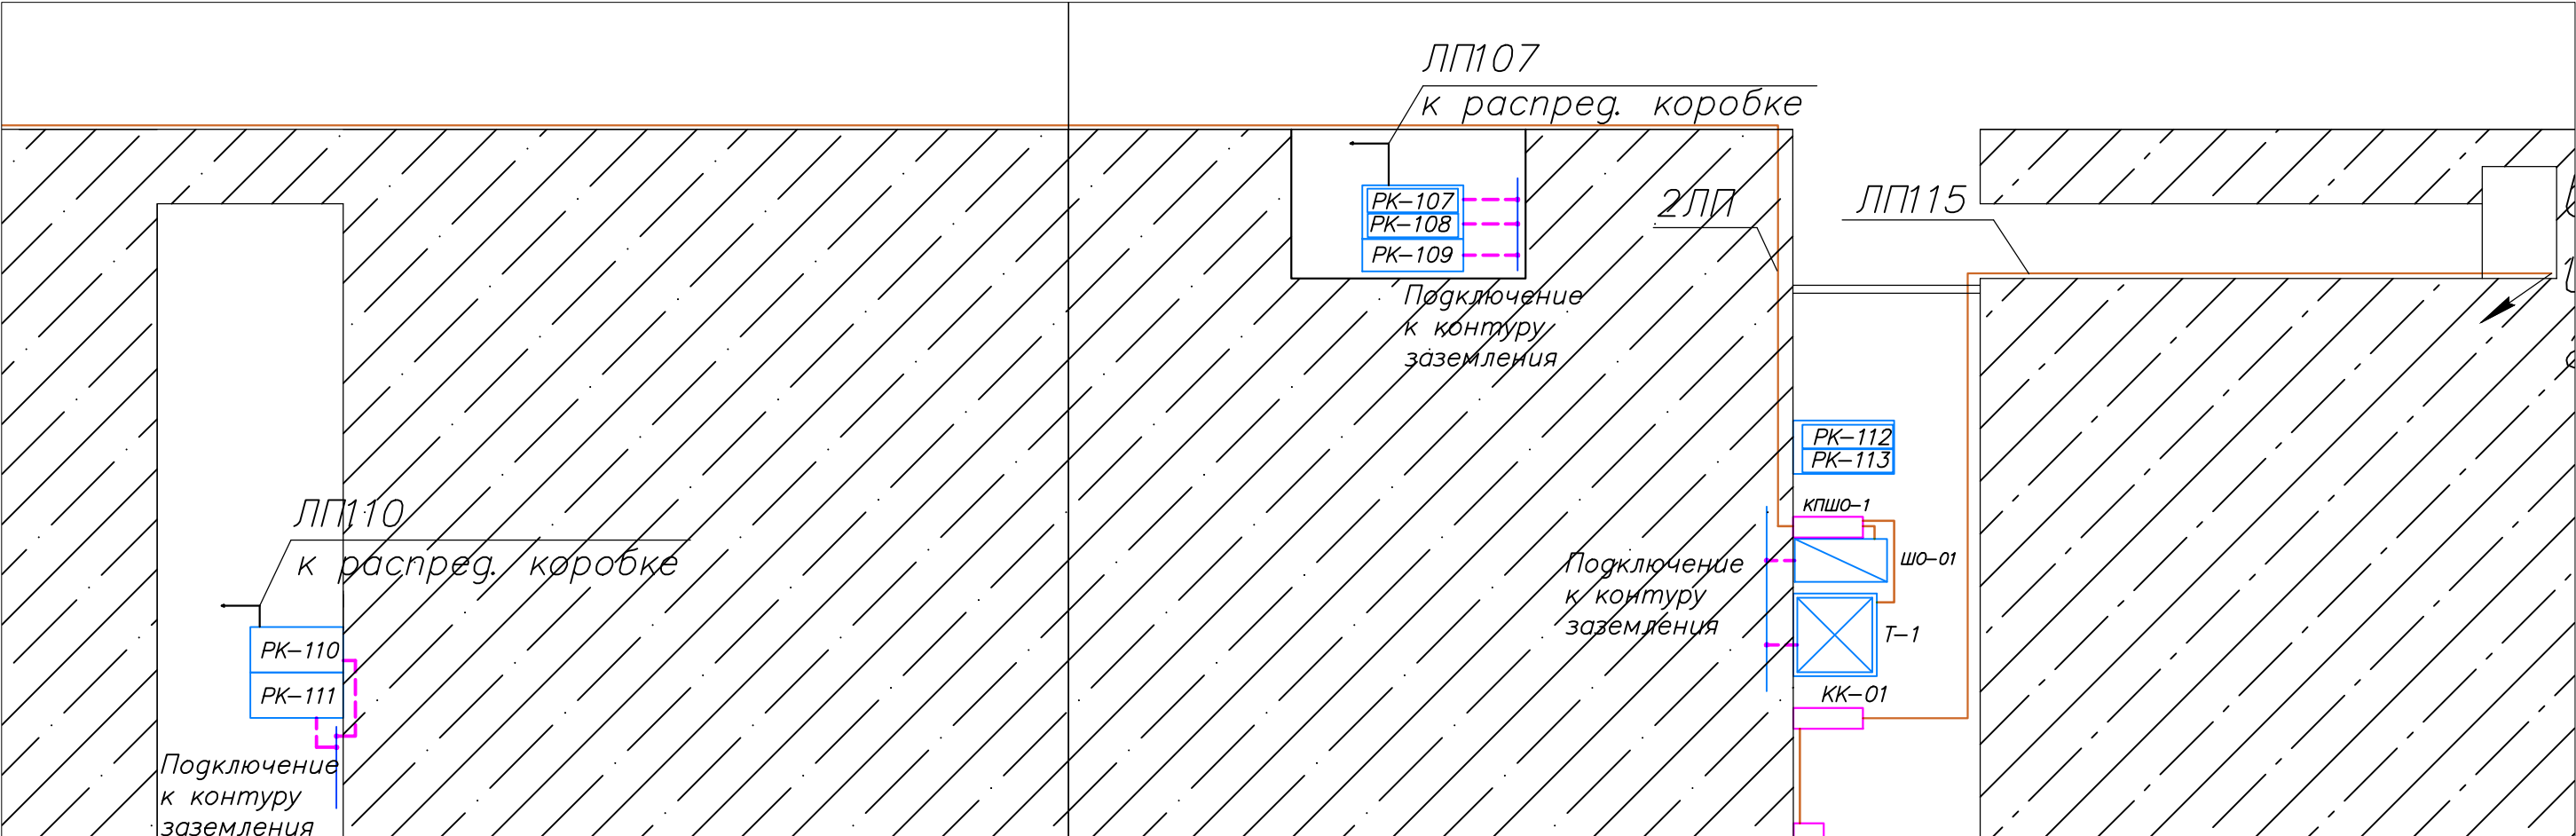 ЛП107
к распред. коробке
РК-107
РК-108
РК-109
Подключение
к контуру
заземления
2ЛП
ЛП115
РК-112
РК-113
КПШО-1
ШО-01
Подключение
к контуру
заземления
Т-1
КК-01
ЛП110
к распред. коробке
РК-110
РК-111
Подключение
к контуру
заземления